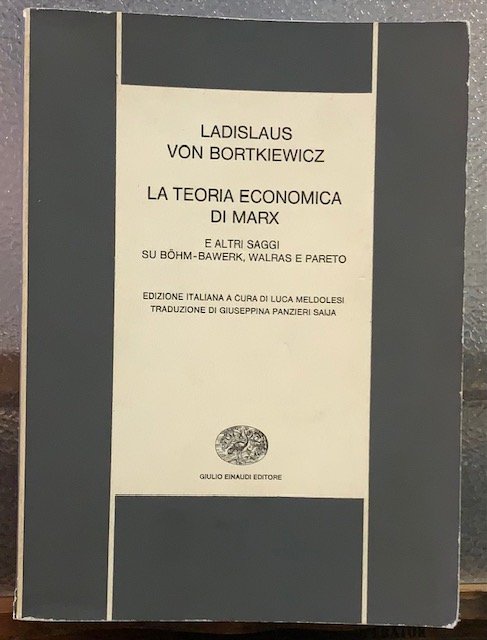 LADISLAUS
VON BORTKIEWICZ
LA TEORIA ECONOMICA
DI MARX
E ALTRI SAGGI
SU BÖHM-BAWERK, WALRAS E PARETO
EDIZIONE ITALIANA A CURA DI LUCA MELDOLESI
TRADUZIONE DI GIUSEPPINA PANZIERI SAIJA
GIULIO EINAUDI EDITORE